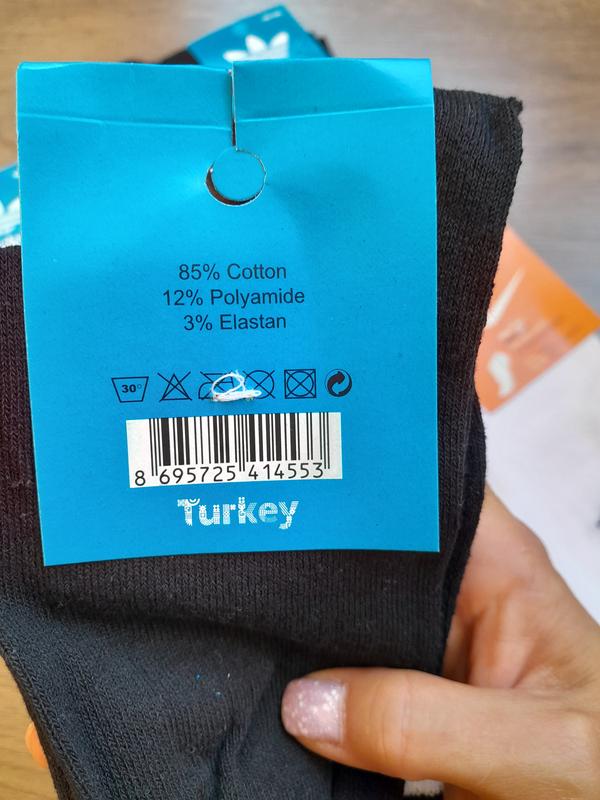 85% Cotton
12% Polyamide
3% Elastan
30°
8 695725 414553
Turkey